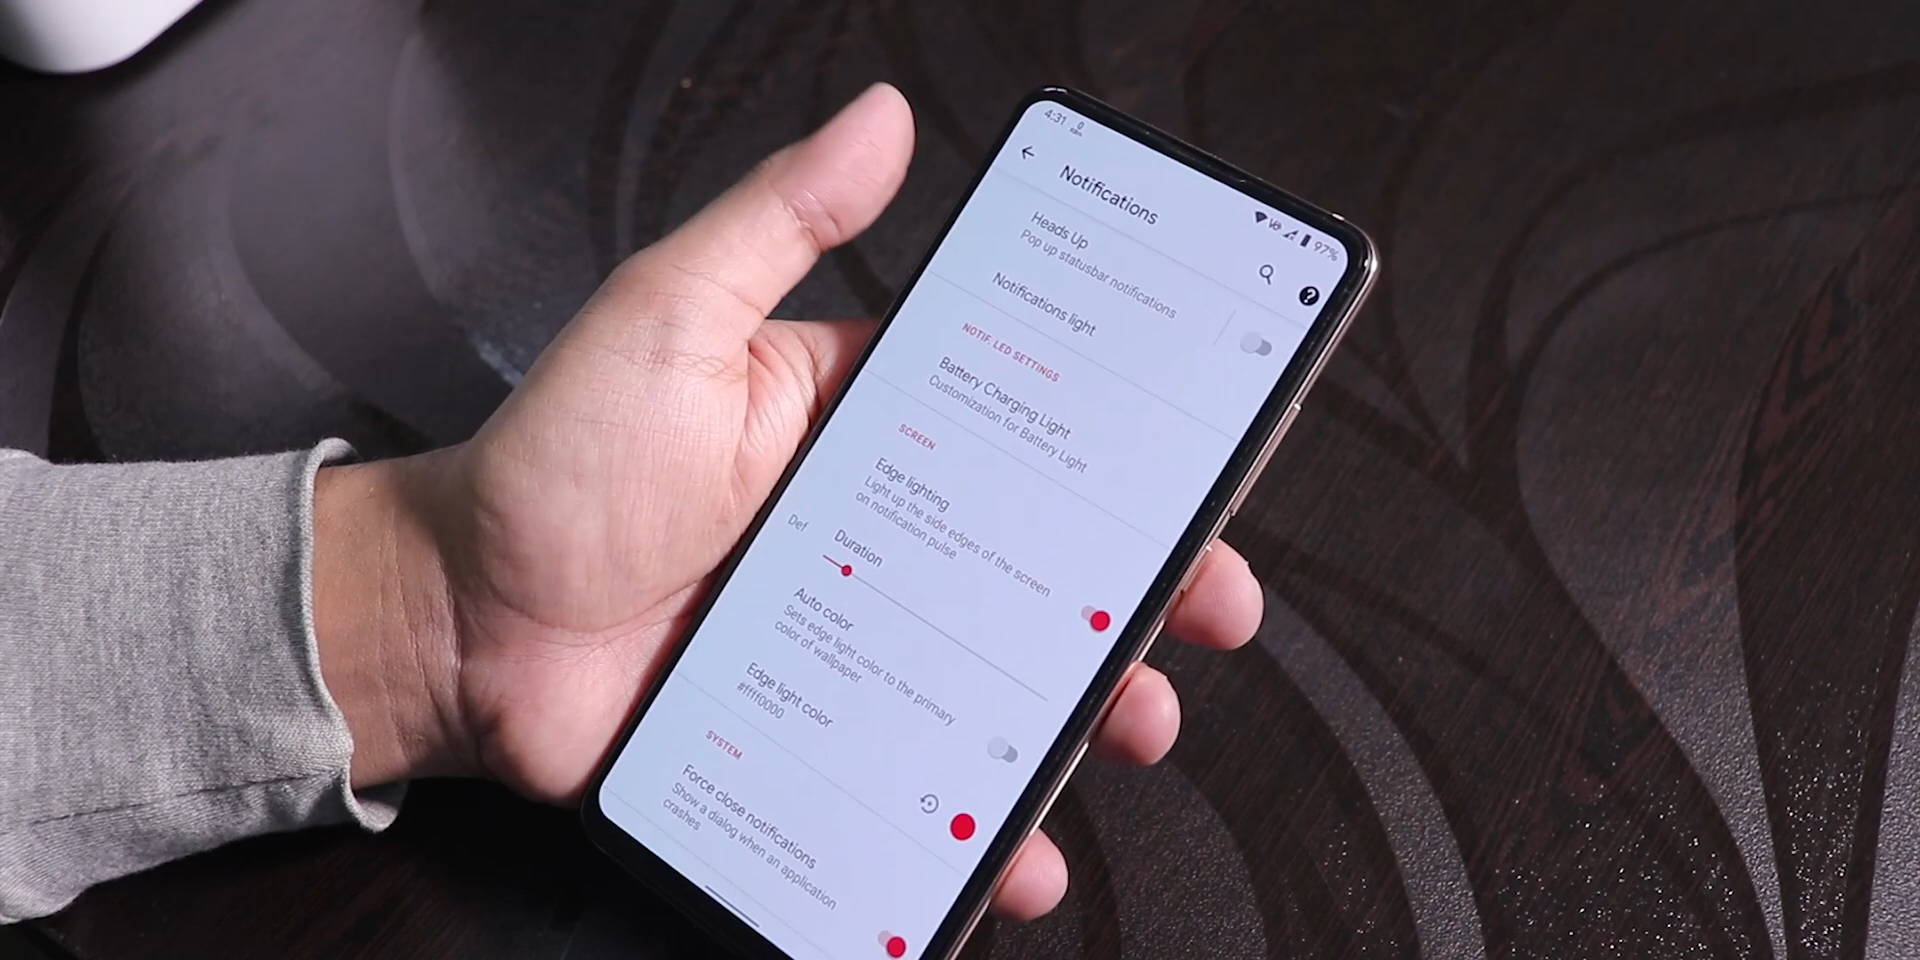 4:31 0 KB/s
97%
Notifications
Heads Up
Pop up statusbar notifications
Notifications light
NOTIF. LED SETTINGS
Battery Charging Light
Customization for Battery Light
SCREEN
Edge lighting
Light up the side edges of the screen
on notification pulse
Duration
Def
Auto color
Sets edge light color to the primary
color of wallpaper
Edge light color
#ffff0000
SYSTEM
Force close notifications
Show a dialog when an application
crashes